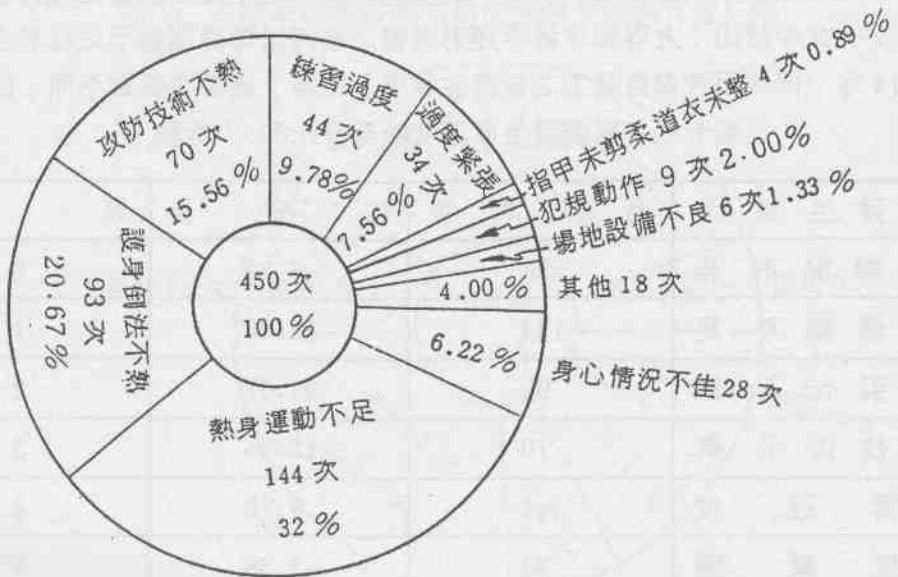 攻防技術不熱
70 次
15.56 %
練習過度
44 次
9.78%
過度緊張
34 次
7.56 %
指甲未剪柔道衣未整 4 次 0.89 %
犯規動作 9 次 2.00%
場地設備不良 6 次 1.33 %
其他 18 次
4.00 %
身心情況不佳 28 次
6.22 %
熱身運動不足
144 次
32 %
護身倒法不熱
93 次
20.67 %
450 次
100 %